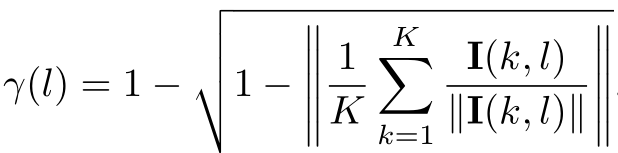 γ(l) = 1 − √(1 − ‖ (1/K) ∑_{k=1}^{K} I(k, l) / ‖I(k, l)‖ ‖)